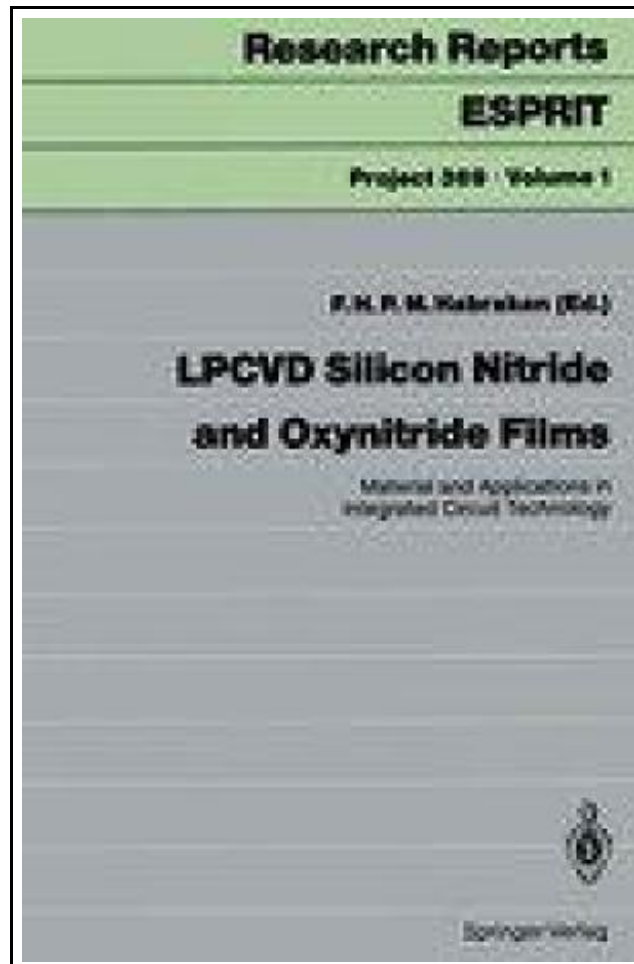 Research Reports
ESPRIT
Project 369 · Volume 1
F. H. P. M. Habraken (Ed.)
LPCVD Silicon Nitride
and Oxynitride Films
Material and Applications in
Integrated Circuit Technology
Springer-Verlag